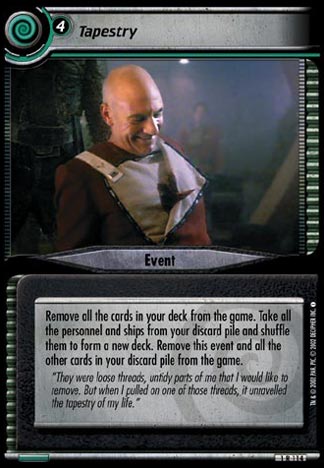 4
Tapestry
Event
Remove all the cards in your deck from the game. Take all
the personnel and ships from your discard pile and shuffle
them to form a new deck. Remove this event and all the
other cards in your discard pile from the game.
"They were loose threads, untidy parts of me that I would like to
remove. But when I pulled on one of those threads, it unravelled
the tapestry of my life."